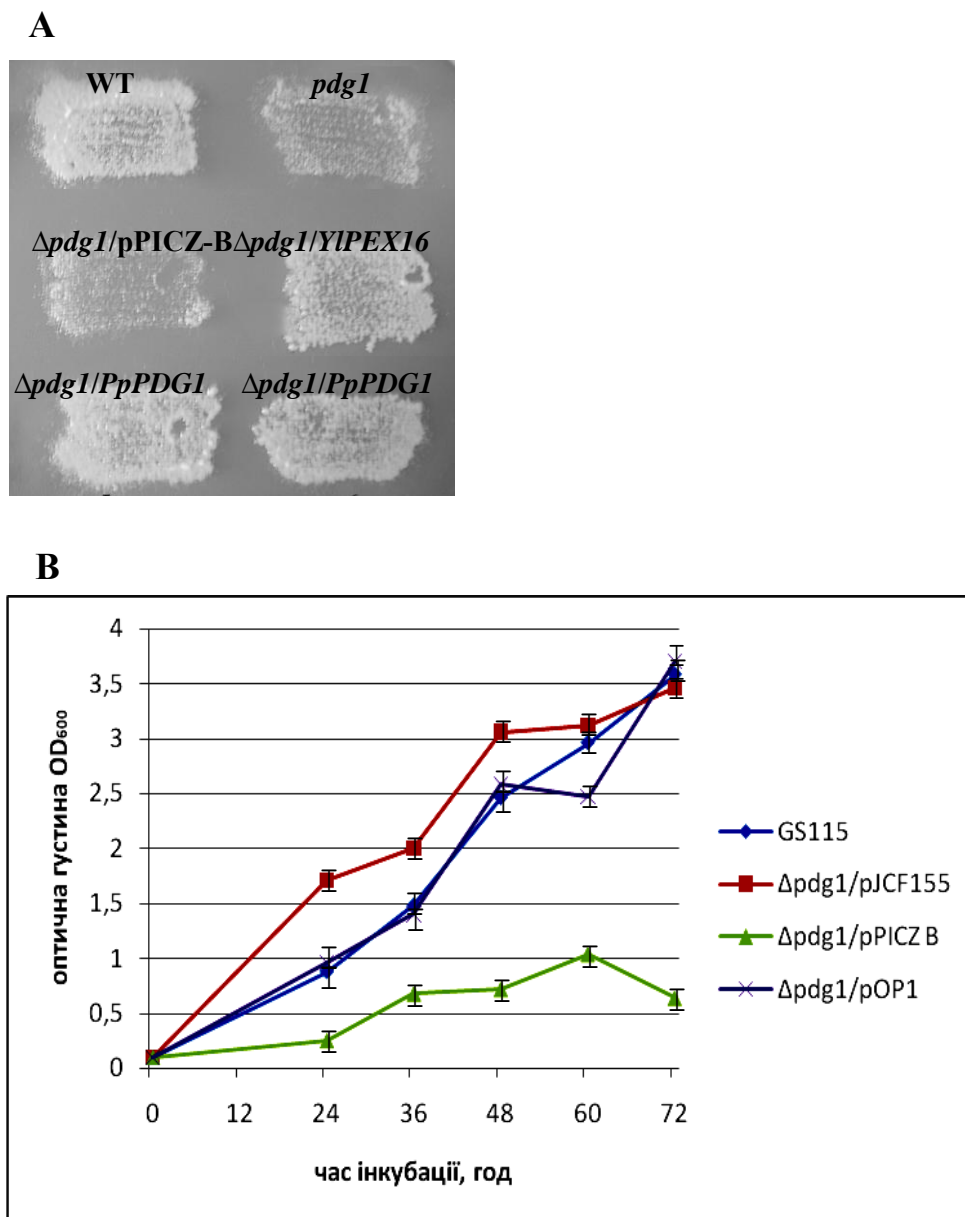 A
WT pdg1
Δpdg1/pPICZ-BΔpdg1/YlPEX16
Δpdg1/PpPDG1 Δpdg1/PpPDG1
B
4
3,5
3
2,5
2
1,5
1
0,5
0
0 12 24 36 48 60 72
оптична густина OD₆₀₀
час інкубації, год
GS115
Δpdg1/pJCF155
Δpdg1/pPICZ B
Δpdg1/pOP1